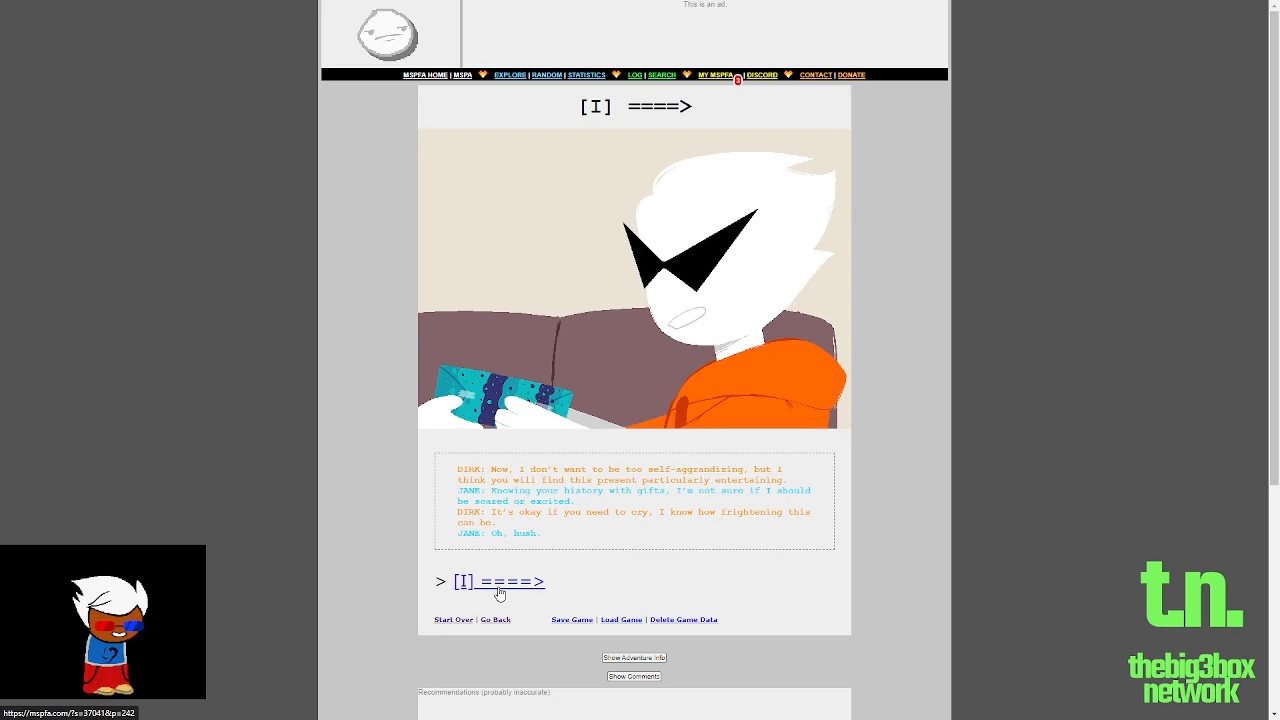 This is an ad.
MSPFA HOME | MSPA EXPLORE | RANDOM | STATISTICS LOG | SEARCH MY MSPFA 3 | DISCORD CONTACT | DONATE
[I] ====>
DIRK: Now, I don't want to be too self-aggrandizing, but I
think you will find this present particularly entertaining.
JANE: Knowing your history with gifts, I'm not sure if I should
be scared or excited.
DIRK: It's okay if you need to cry, I know how frightening this
can be.
JANE: Oh, hush.
> [I] ====>
Start Over | Go Back Save Game | Load Game | Delete Game Data
Show Adventure Info
Show Comments
Recommendations (probably inaccurate):
tn.
thebig3box
network
https://mspfa.com/?s=37041&p=242